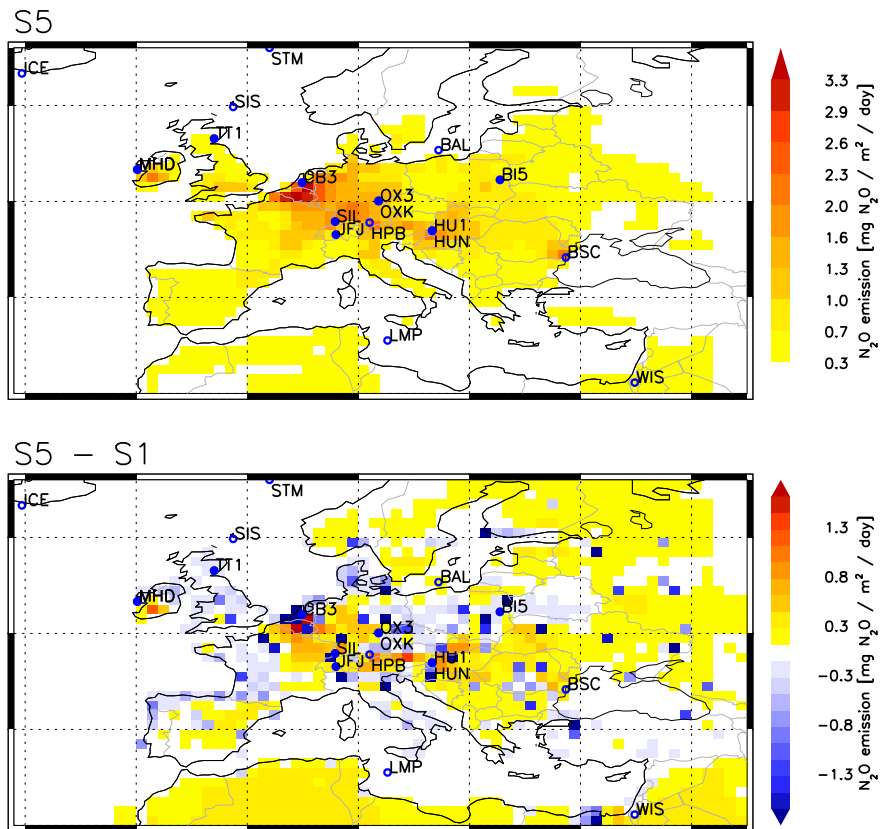 S5
ICE
STM
SIS
TT1
MHD
BAL
CB3
BI5
OX3
OXK
SIL
JFJ
HPB
HU1
HUN
BSC
LMP
WIS
3.3
2.9
2.6
2.3
2.0
1.6
1.3
1.0
0.7
0.3
N₂O emission [mg N₂O / m² / day]
S5 – S1
ICE
STM
SIS
TT1
MHD
BAL
CB3
BI5
OX3
OXK
SIL
JFJ
HPB
HU1
HUN
BSC
LMP
WIS
1.3
0.8
0.3
−0.3
−0.8
−1.3
N₂O emission [mg N₂O / m² / day]